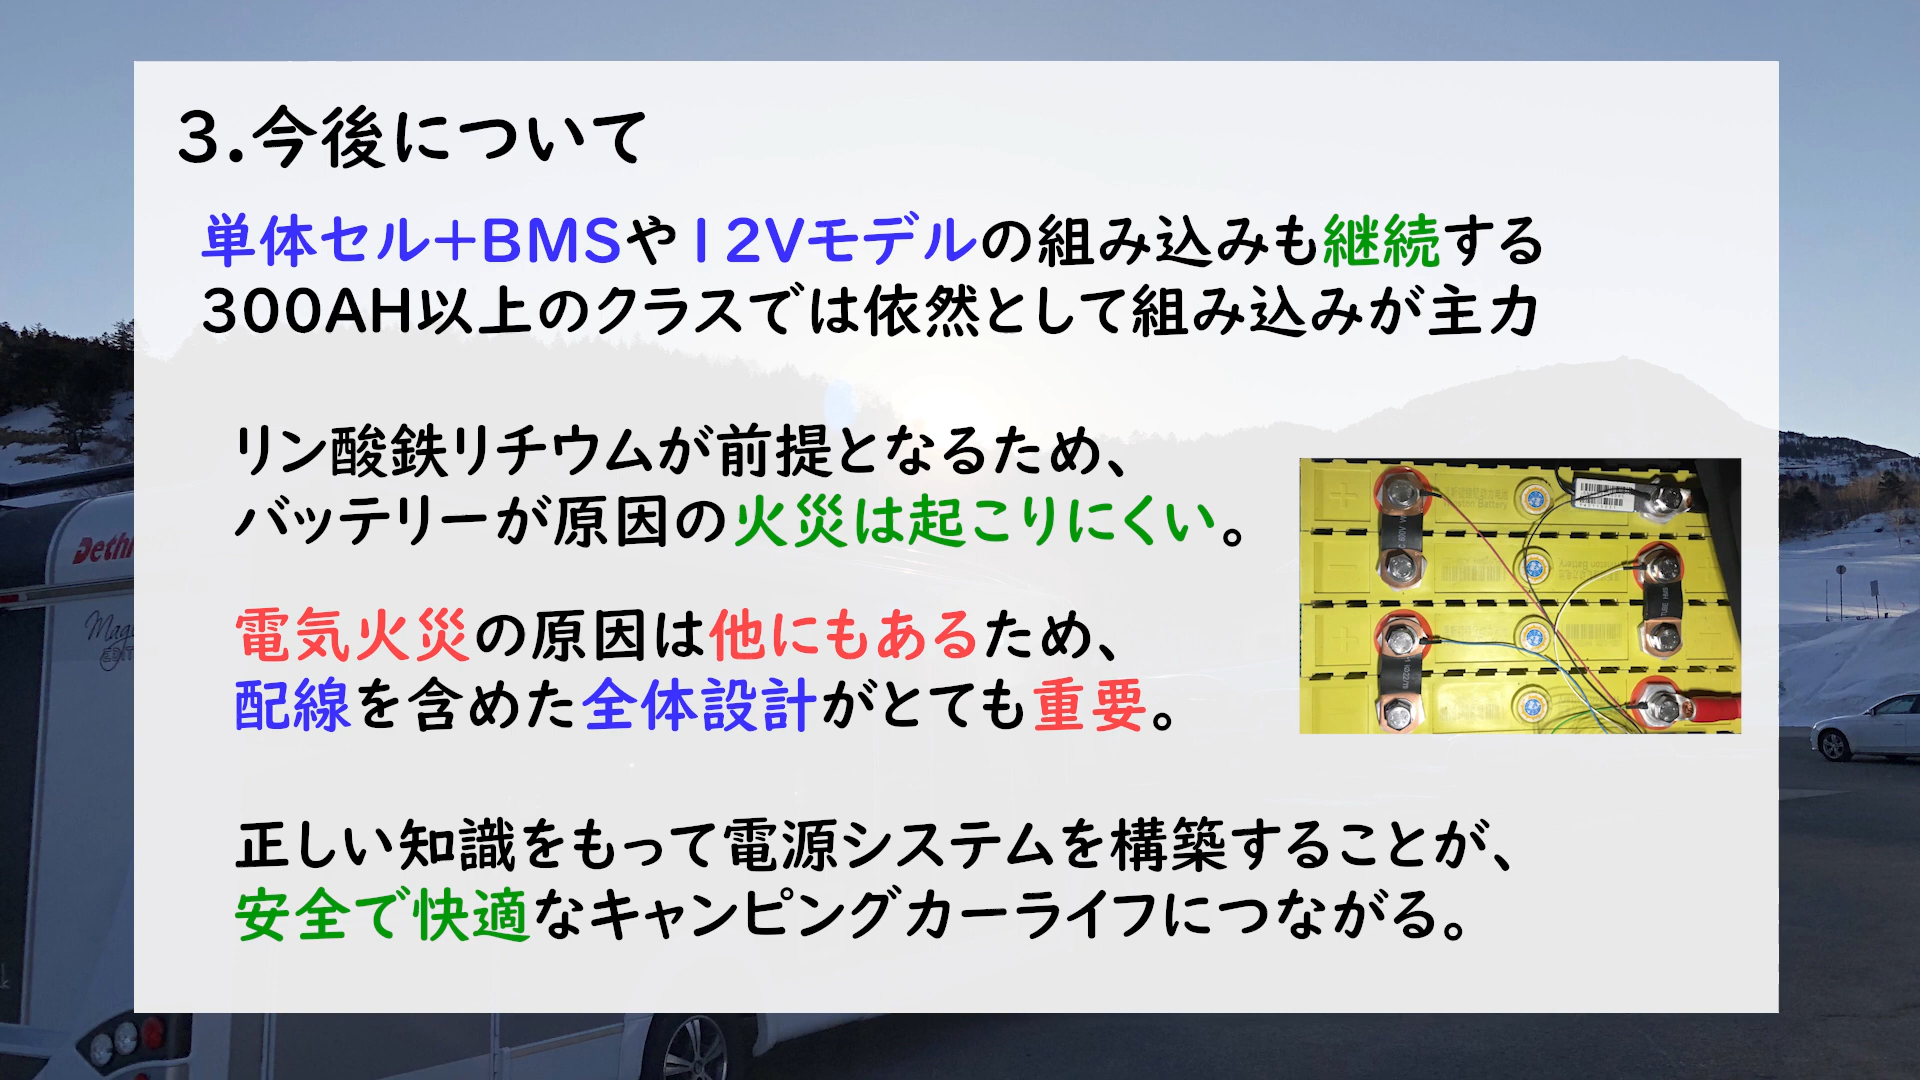 3.今後について
単体セル+BMSや12Vモデルの組み込みも継続する
300AH以上のクラスでは依然として組み込みが主力
リン酸鉄リチウムが前提となるため、
バッテリーが原因の火災は起こりにくい。
電気火災の原因は他にもあるため、
配線を含めた全体設計がとても重要。
正しい知識をもって電源システムを構築することが、
安全で快適なキャンピングカーライフにつながる。